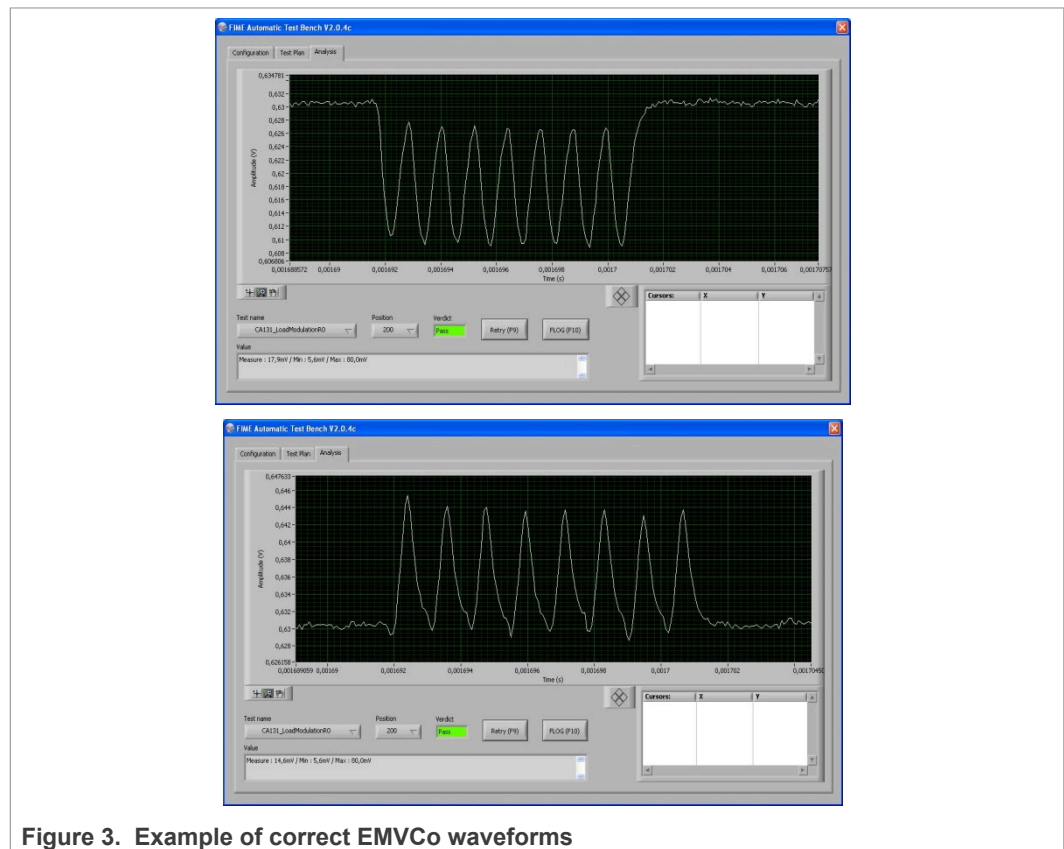 FIME Automatic Test Bench V2.0.4c
Configuration Test Plan Analysis
0,634781
0,632
0,63
0,628
0,626
0,624
0,622
0,62
0,618
0,616
0,614
0,612
0,61
0,608
0,606806
Amplitude (V)
0,001688572 0,00169 0,001692 0,001694 0,001696 0,001698 0,0017 0,001702 0,001704 0,001706 0,00170757
Time (s)
Cursors: X Y
Test name Position Verdict
CA131_LoadModulationR0 200 Pass Retry (F9) FLOG (F10)
Value
Measure : 17,9mV / Min : 5,6mV / Max : 80,0mV
FIME Automatic Test Bench V2.0.4c
Configuration Test Plan Analysis
0,647633
0,646
0,644
0,642
0,64
0,638
0,636
0,634
0,632
0,63
0,628
0,626158
Amplitude (V)
0,001689059 0,00169 0,001692 0,001694 0,001696 0,001698 0,0017 0,001702 0,00170450
Time (s)
Cursors: X Y
Test name Position Verdict
CA131_LoadModulationR0 200 Pass Retry (F9) FLOG (F10)
Value
Measure : 14,6mV / Min : 5,6mV / Max : 80,0mV
Figure 3. Example of correct EMVCo waveforms